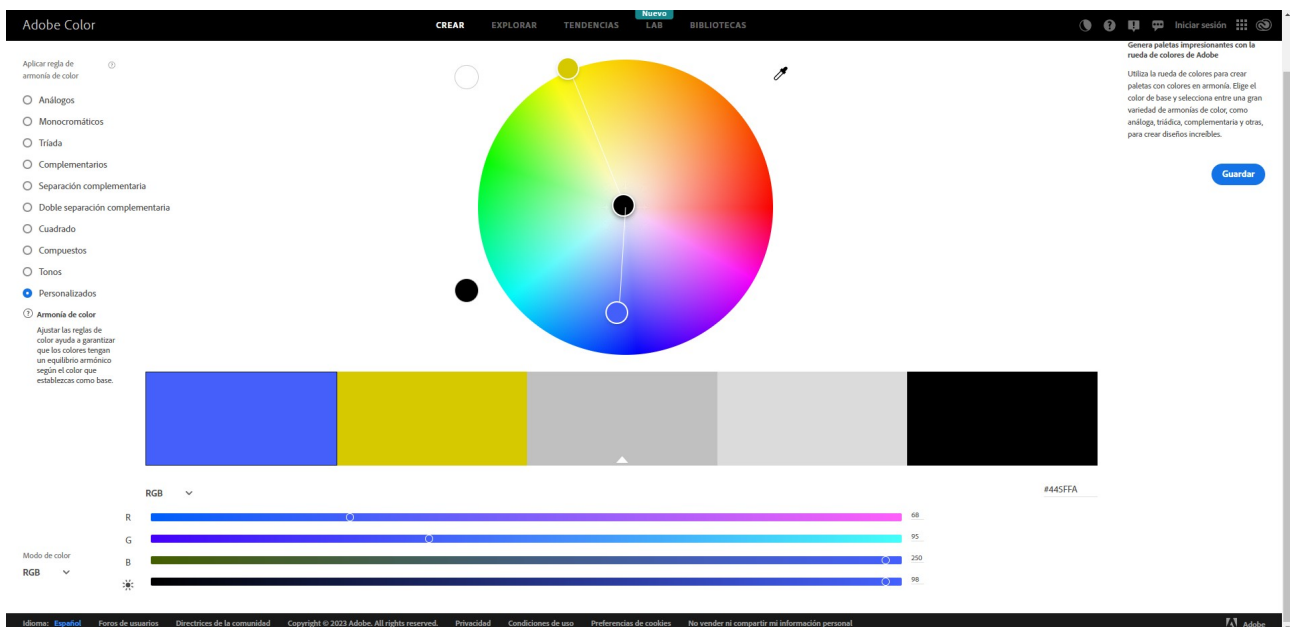 Adobe Color
CREAR EXPLORAR TENDENCIAS Nuevo LAB BIBLIOTECAS
Iniciar sesión
Aplicar regla de
armonía de color
Análogos
Monocromáticos
Tríada
Complementarios
Separación complementaria
Doble separación complementaria
Cuadrado
Compuestos
Tonos
Personalizados
Armonía de color
Ajustar las reglas de
color ayuda a garantizar
que los colores tengan
un equilibrio armónico
según el color que
establezcas como base.
Genera paletas impresionantes con la
rueda de colores de Adobe
Utiliza la rueda de colores para crear
paletas con colores en armonía. Elige el
color de base y selecciona entre una gran
variedad de armonías de color, como
análoga, triádica, complementaria y otras,
para crear diseños increíbles.
Guardar
RGB
#445FFA
R 68
G 95
B 250
98
Modo de color
RGB
Idioma: Español Foros de usuarios Directrices de la comunidad Copyright © 2023 Adobe. All rights reserved. Privacidad Condiciones de uso Preferencias de cookies No vender ni compartir mi información personal Adobe